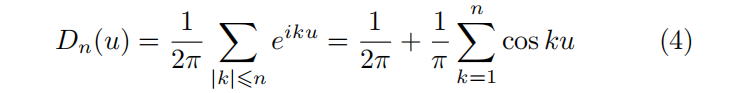 D_n(u) = \frac{1}{2\pi} \sum_{|k| \leqslant n} e^{iku} = \frac{1}{2\pi} + \frac{1}{\pi} \sum_{k=1}^{n} \cos ku (4)